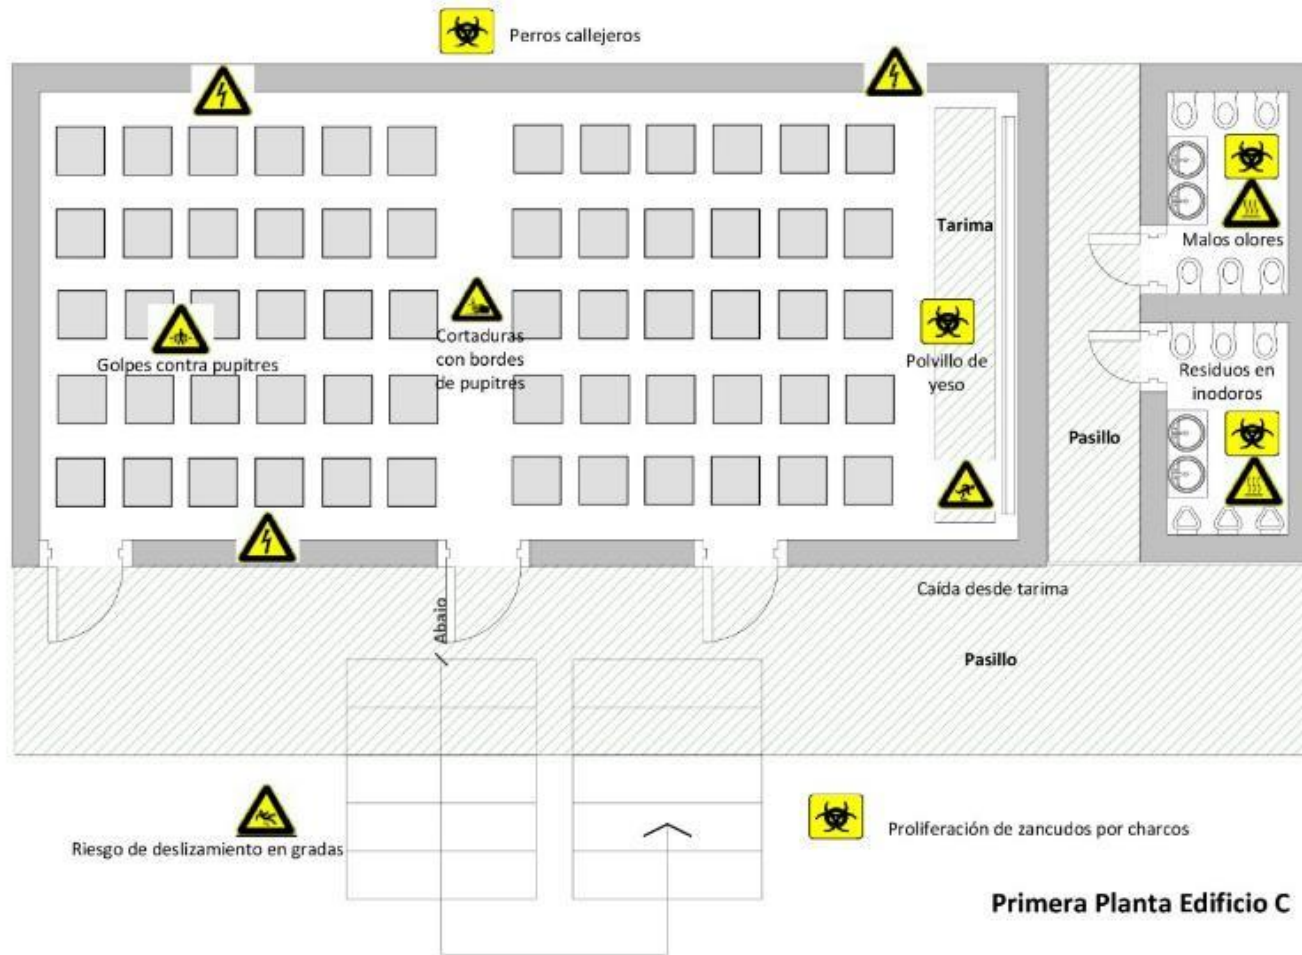 Perros callejeros
Tarima
Malos olores
Cortaduras
con bordes
de pupitres
Golpes contra pupitres
Polvillo de
yeso
Residuos en
inodoros
Pasillo
Caída desde tarima
Abajo
Pasillo
Riesgo de deslizamiento en gradas
Proliferación de zancudos por charcos
Primera Planta Edificio C